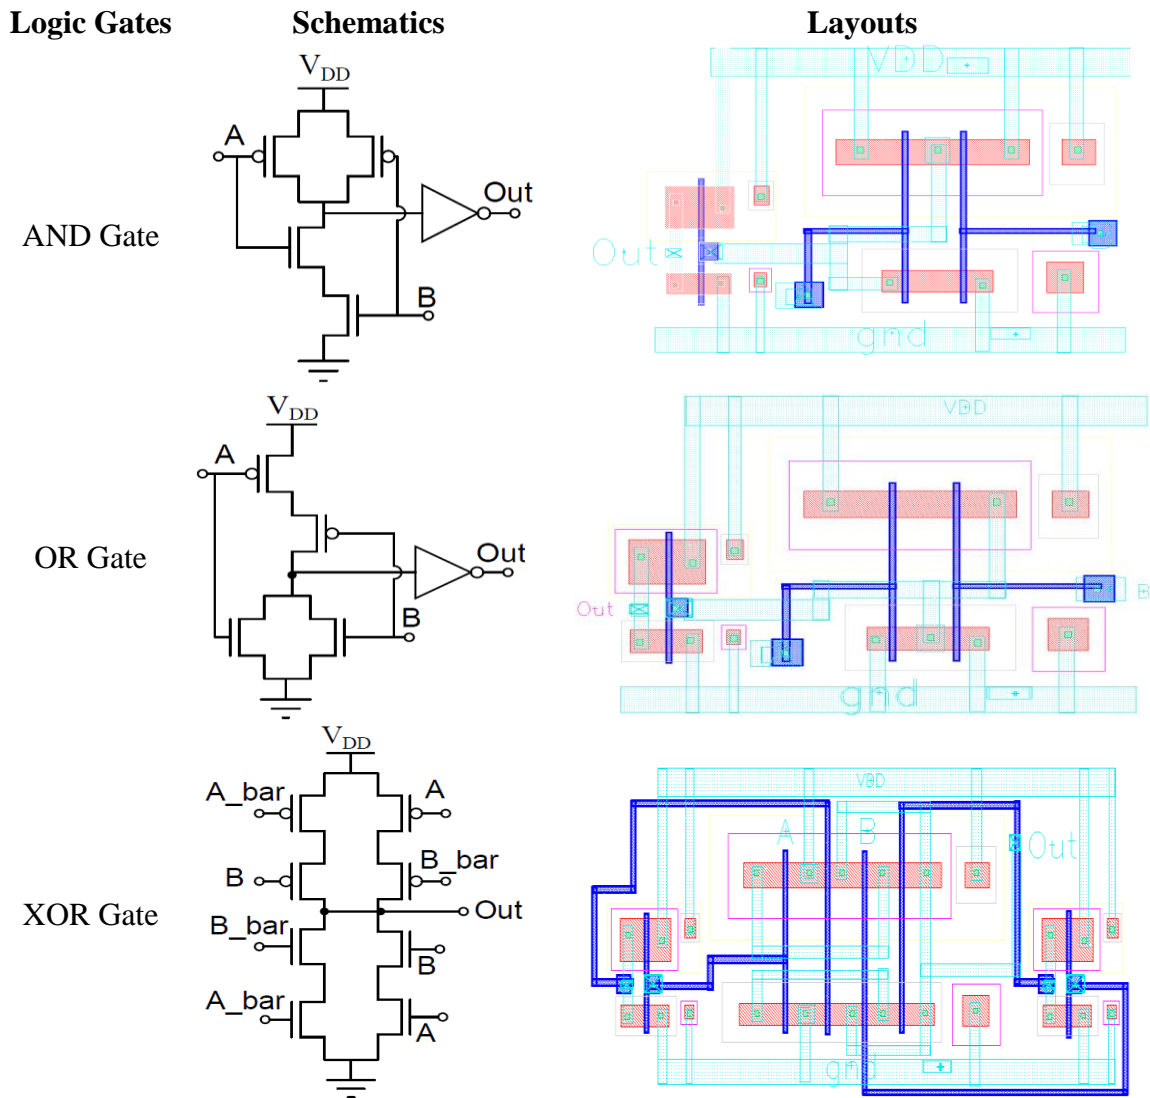 Logic Gates Schematics Layouts
AND Gate
VDD
A
Out
B
VDD
Out
gnd
OR Gate
VDD
A
Out
B
VDD
Out
B
gnd
XOR Gate
VDD
A_bar
A
B
B_bar
Out
B_bar
B
A_bar
A
VDD
A
B
Out
gnd